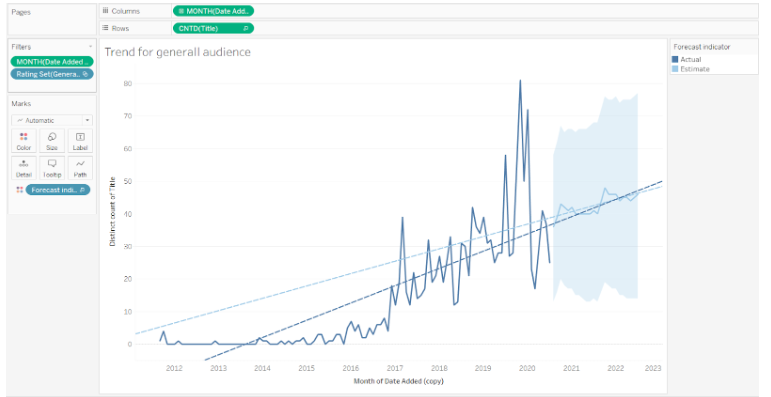 Pages
Columns
MONTH(Date Add..
Rows
CNTD(Title)
Filters
MONTH(Date Added..
Rating Set(Genera..
Marks
Automatic
Color Size Label
Detail Tooltip Path
Forecast indi..
Trend for generall audience
Distinct count of Title
80
70
60
50
40
30
20
10
0
2012 2013 2014 2015 2016 2017 2018 2019 2020 2021 2022 2023
Month of Date Added (copy)
Forecast indicator
Actual
Estimate